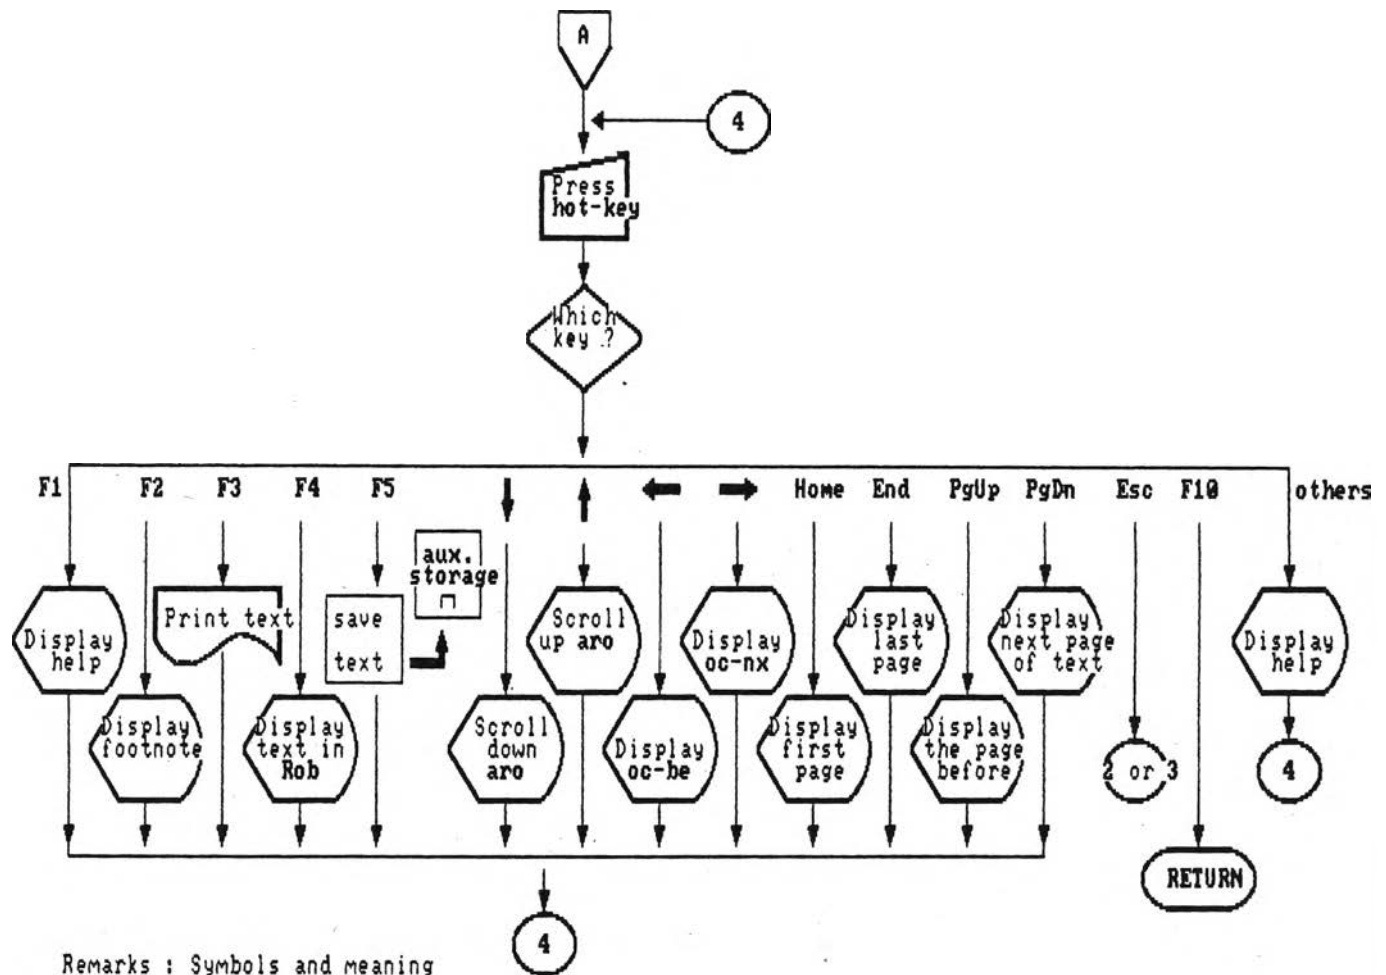 A
4
Press
hot-key
Which
key .?
F1
F2
F3
F4
F5
Home
End
PgUp
PgDn
Esc
F10
others
aux.
storage
Display
help
Print text
save
text
Scroll
up aro
Display
oc-nx
Display
last
page
Display
next page
of text
Display
help
Display
footnote
Display
text in
Rob
Scroll
down
aro
Display
oc-be
Display
first
page
Display
the page
before
2 or 3
4
RETURN
4
Remarks : Symbols and meaning